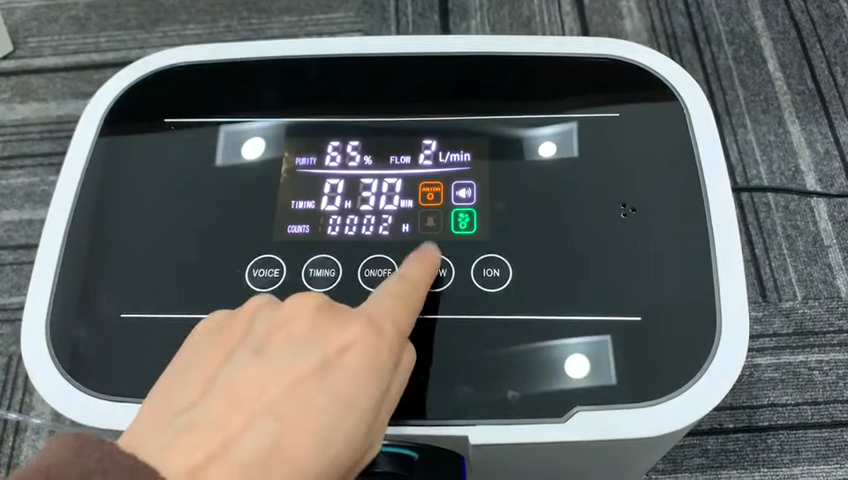 PURITY 65 % FLOW 2 L/min
TIMING 0 H 30 MIN
COUNTS 0002 H
VOICE TIMING ON/OFF W ION